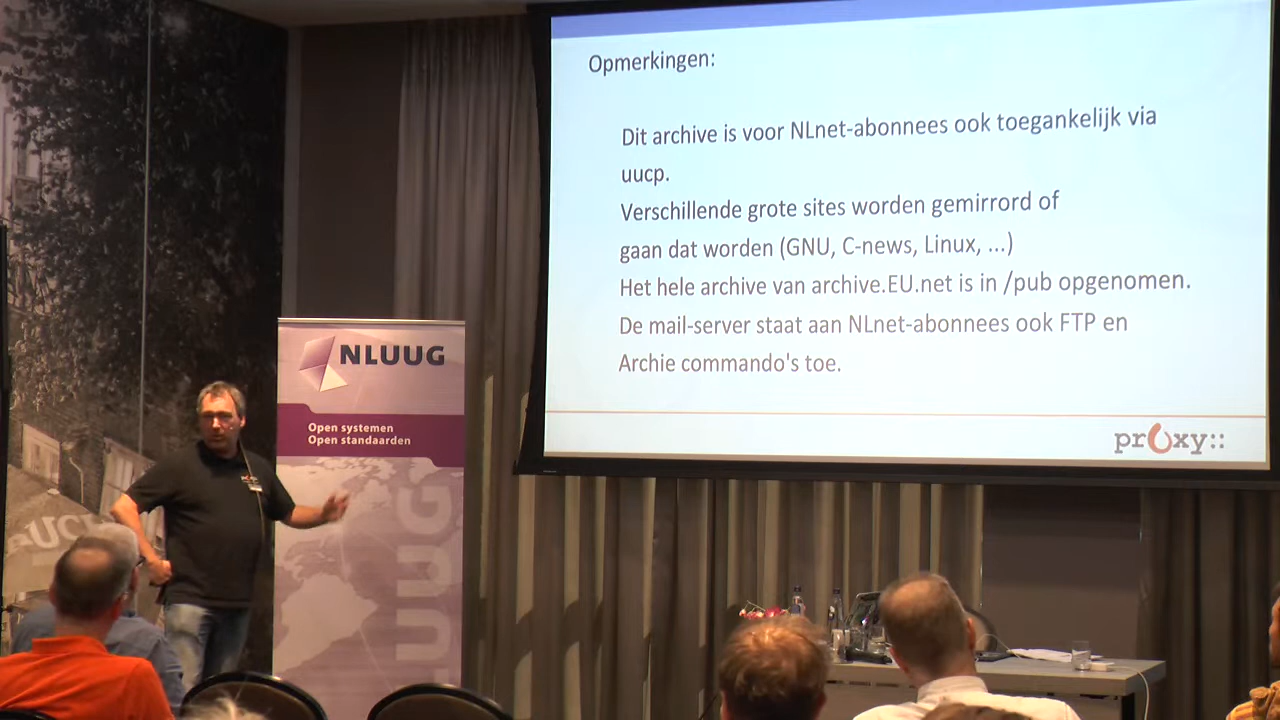 Opmerkingen:
Dit archive is voor NLnet-abonnees ook toegankelijk via
uucp.
Verschillende grote sites worden gemirrord of
gaan dat worden (GNU, C-news, Linux, ...)
Het hele archive van archive.EU.net is in /pub opgenomen.
De mail-server staat aan NLnet-abonnees ook FTP en
Archie commando's toe.
proxy::
NLUUG
Open systemen
Open standaarden
NLUUG